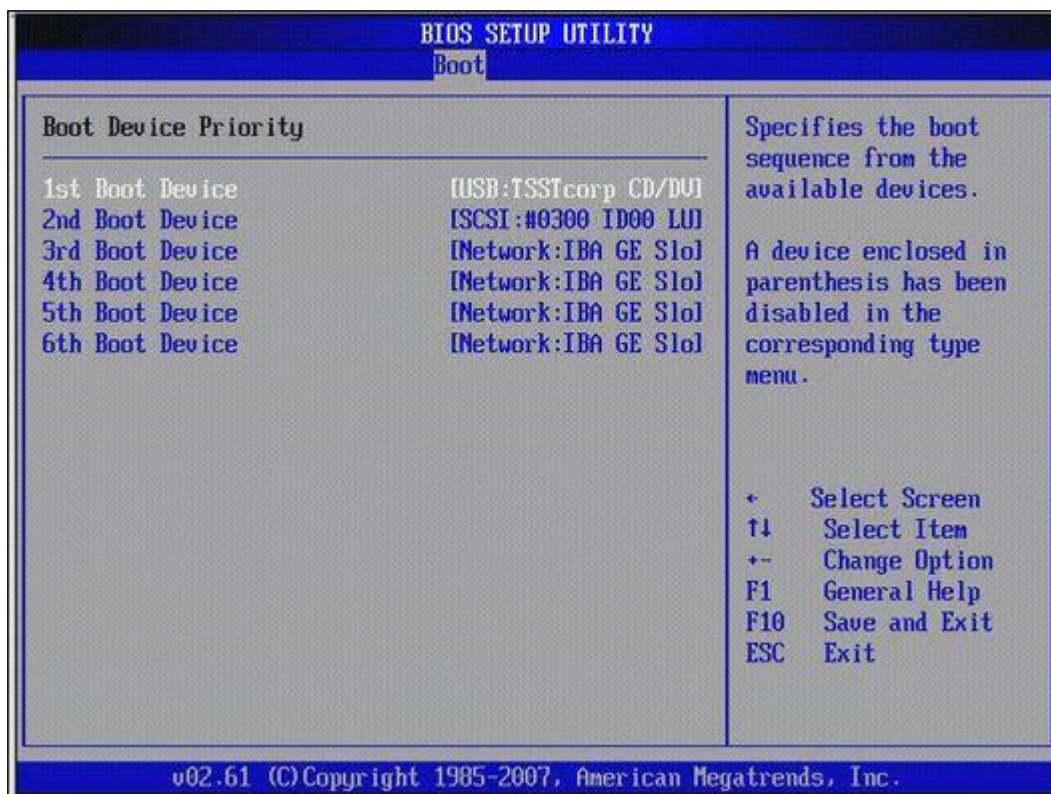 BIOS SETUP UTILITY
Boot
Boot Device Priority
1st Boot Device [USB:TSSTcorp CD/DV]
2nd Boot Device [SCSI:#0300 ID00 LU]
3rd Boot Device [Network:IBA GE Slo]
4th Boot Device [Network:IBA GE Slo]
5th Boot Device [Network:IBA GE Slo]
6th Boot Device [Network:IBA GE Slo]
Specifies the boot
sequence from the
available devices.
A device enclosed in
parenthesis has been
disabled in the
corresponding type
menu.
← Select Screen
↑↓ Select Item
+- Change Option
F1 General Help
F10 Save and Exit
ESC Exit
v02.61 (C)Copyright 1985-2007, American Megatrends, Inc.